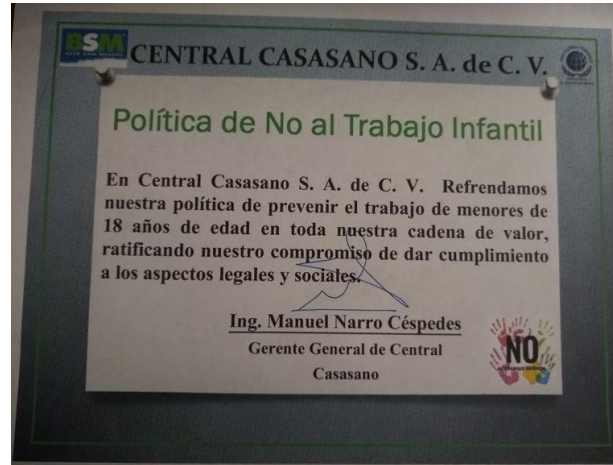 BSM
CENTRAL CASASANO S. A. de C. V.
Política de No al Trabajo Infantil
En Central Casasano S. A. de C. V. Refrendamos
nuestra política de prevenir el trabajo de menores de
18 años de edad en toda nuestra cadena de valor,
ratificando nuestro compromiso de dar cumplimiento
a los aspectos legales y sociales.
Ing. Manuel Narro Céspedes
Gerente General de Central
Casasano
NO